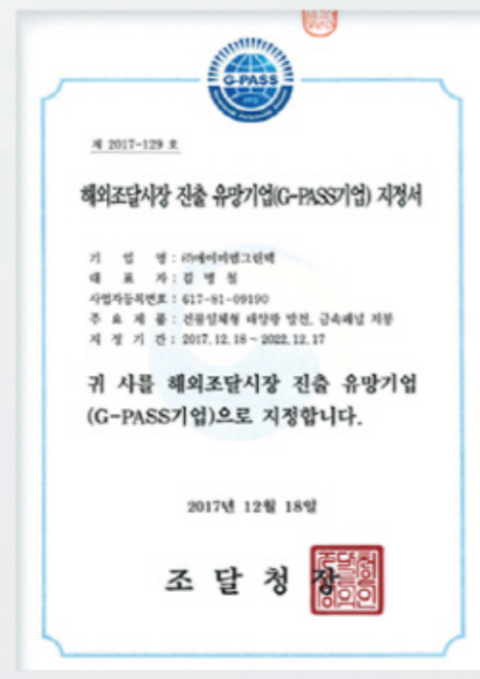 G-PASS
제 2017-129 호
해외조달시장 진출 유망기업(G-PASS기업) 지정서
기 업 명 : ㈜에이비엠그린텍
대 표 자 : 김 병 철
사업자등록번호 : 617-81-09190
주 요 제 품 : 건물일체형 태양광 발전, 금속패널 지붕
지 정 기 간 : 2017.12.18 ~ 2022.12.17
귀 사를 해외조달시장 진출 유망기업
(G-PASS기업)으로 지정합니다.
2017년 12월 18일
조 달 청 장